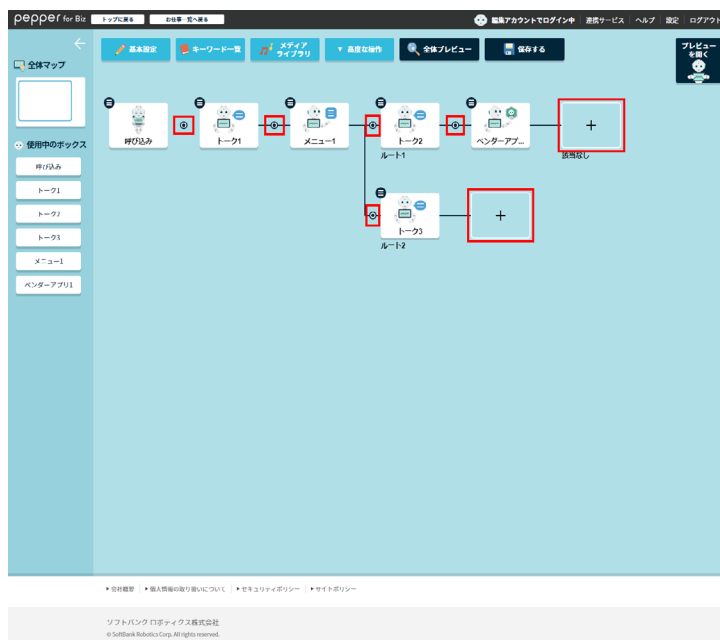 pepper for Biz
トップに戻る
お仕事一覧へ戻る
編集アカウントでログイン中
連携サービス
ヘルプ
設定
ログアウト
全体マップ
基本設定
キーワード一覧
メディア
ライブラリ
▼ 高度な操作
全体プレビュー
保存する
プレビュー
を開く
使用中のボックス
呼び込み
トーク1
トーク2
トーク3
メニュー1
ベンダーアプリ1
呼び込み
トーク1
メニュー1
トーク2
ベンダーアプ...
+
ルート1
該当なし
トーク3
+
ルート2
会社概要
個人情報の取り扱いについて
セキュリティポリシー
サイトポリシー
ソフトバンク ロボティクス株式会社
© SoftBank Robotics Corp. All rights reserved.